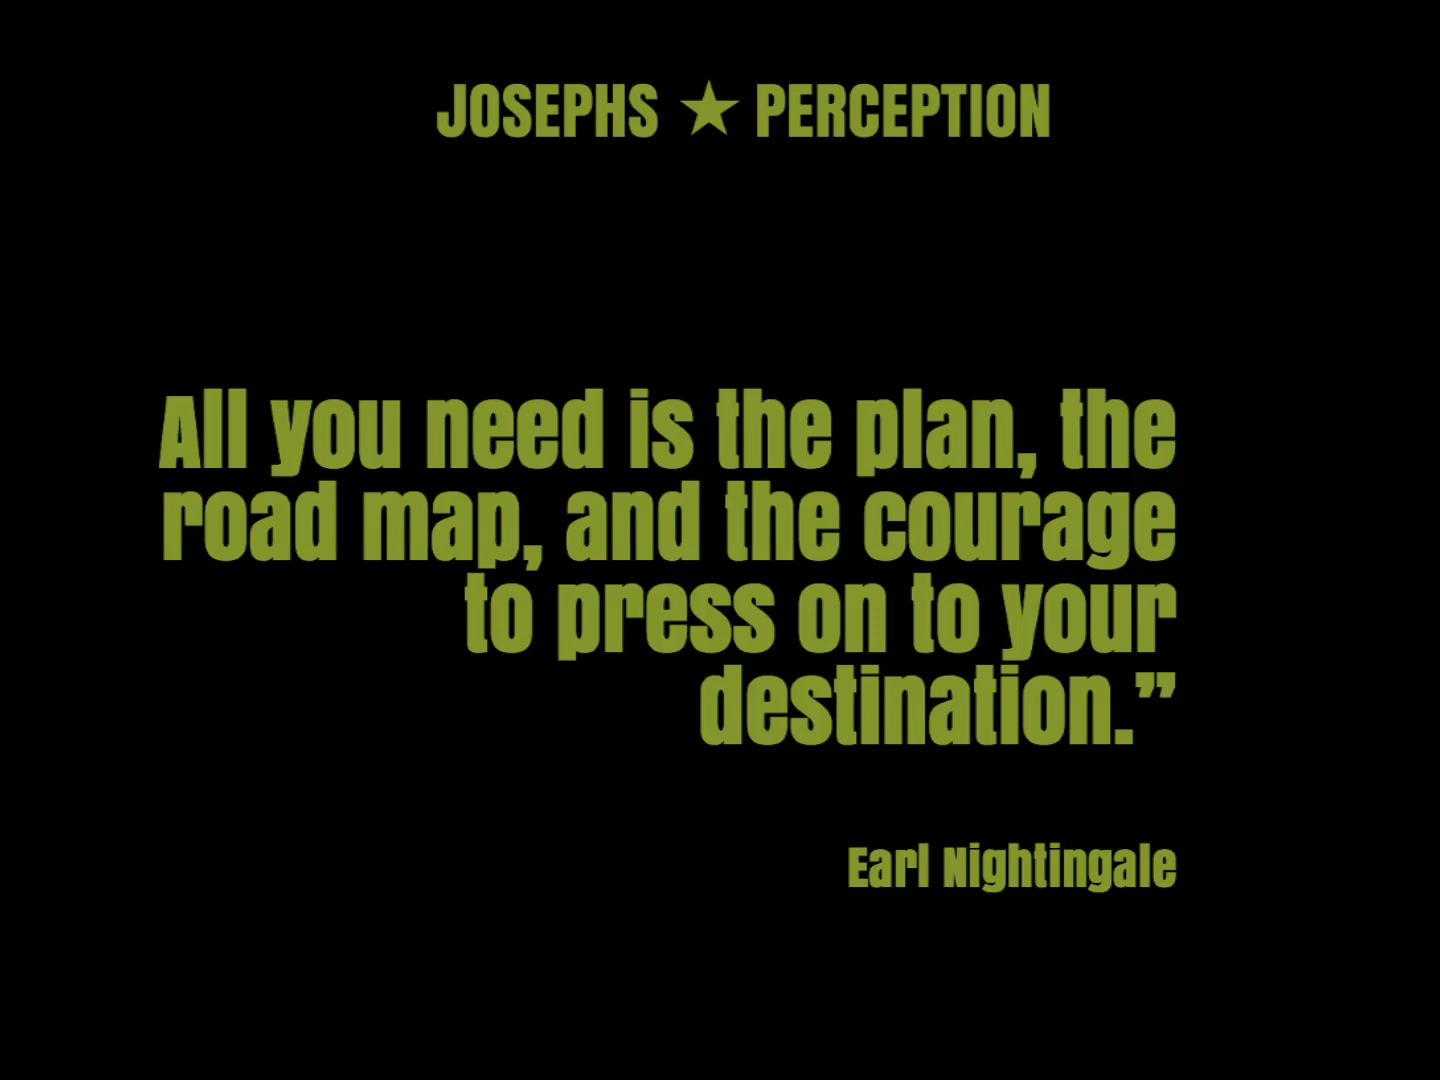 JOSEPHS ★ PERCEPTION
All you need is the plan, the
road map, and the courage
to press on to your
destination.”
Earl Nightingale